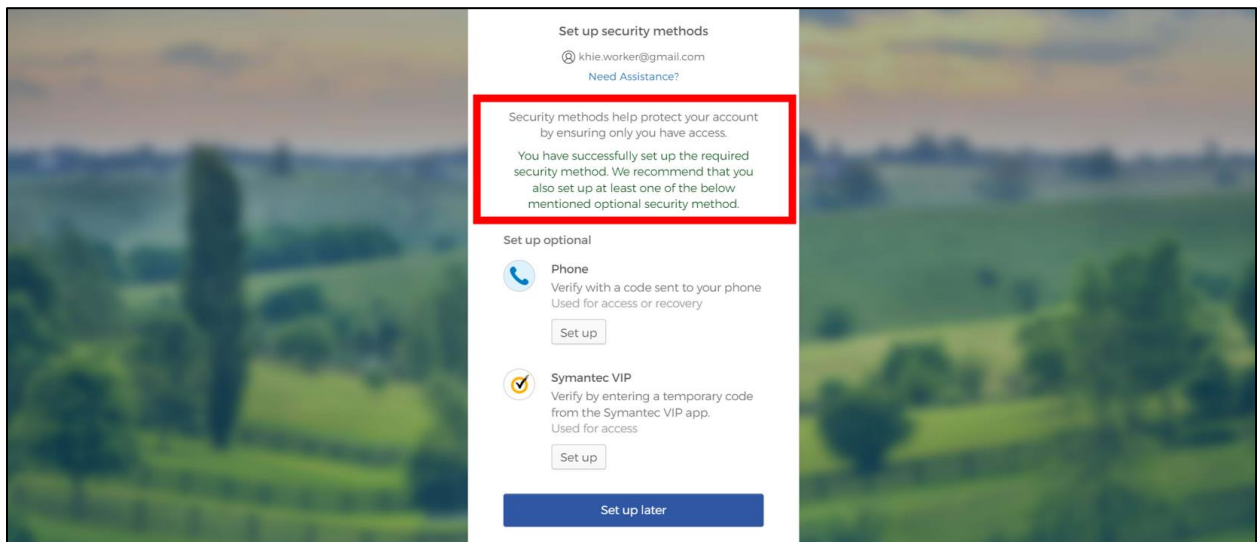 Set up security methods
khie.worker@gmail.com
Need Assistance?
Security methods help protect your account
by ensuring only you have access.
You have successfully set up the required
security method. We recommend that you
also set up at least one of the below
mentioned optional security method.
Set up optional
Phone
Verify with a code sent to your phone
Used for access or recovery
Set up
Symantec VIP
Verify by entering a temporary code
from the Symantec VIP app.
Used for access
Set up
Set up later